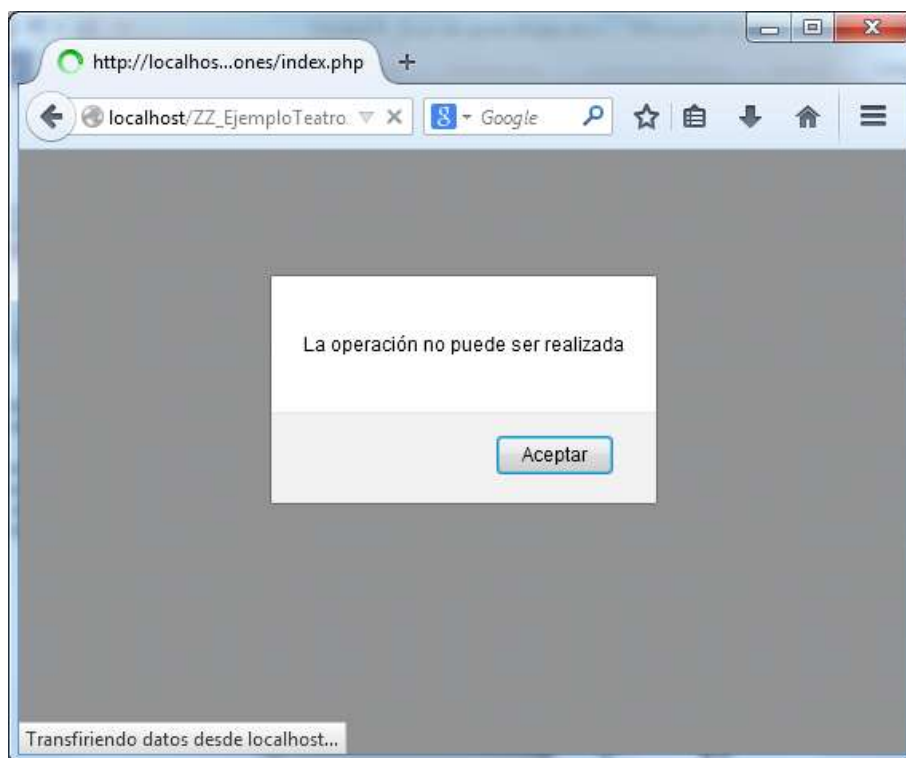 http://localhos...ones/index.php
localhost/ZZ_EjemploTeatro
Google
La operación no puede ser realizada
Aceptar
Transfiriendo datos desde localhost...